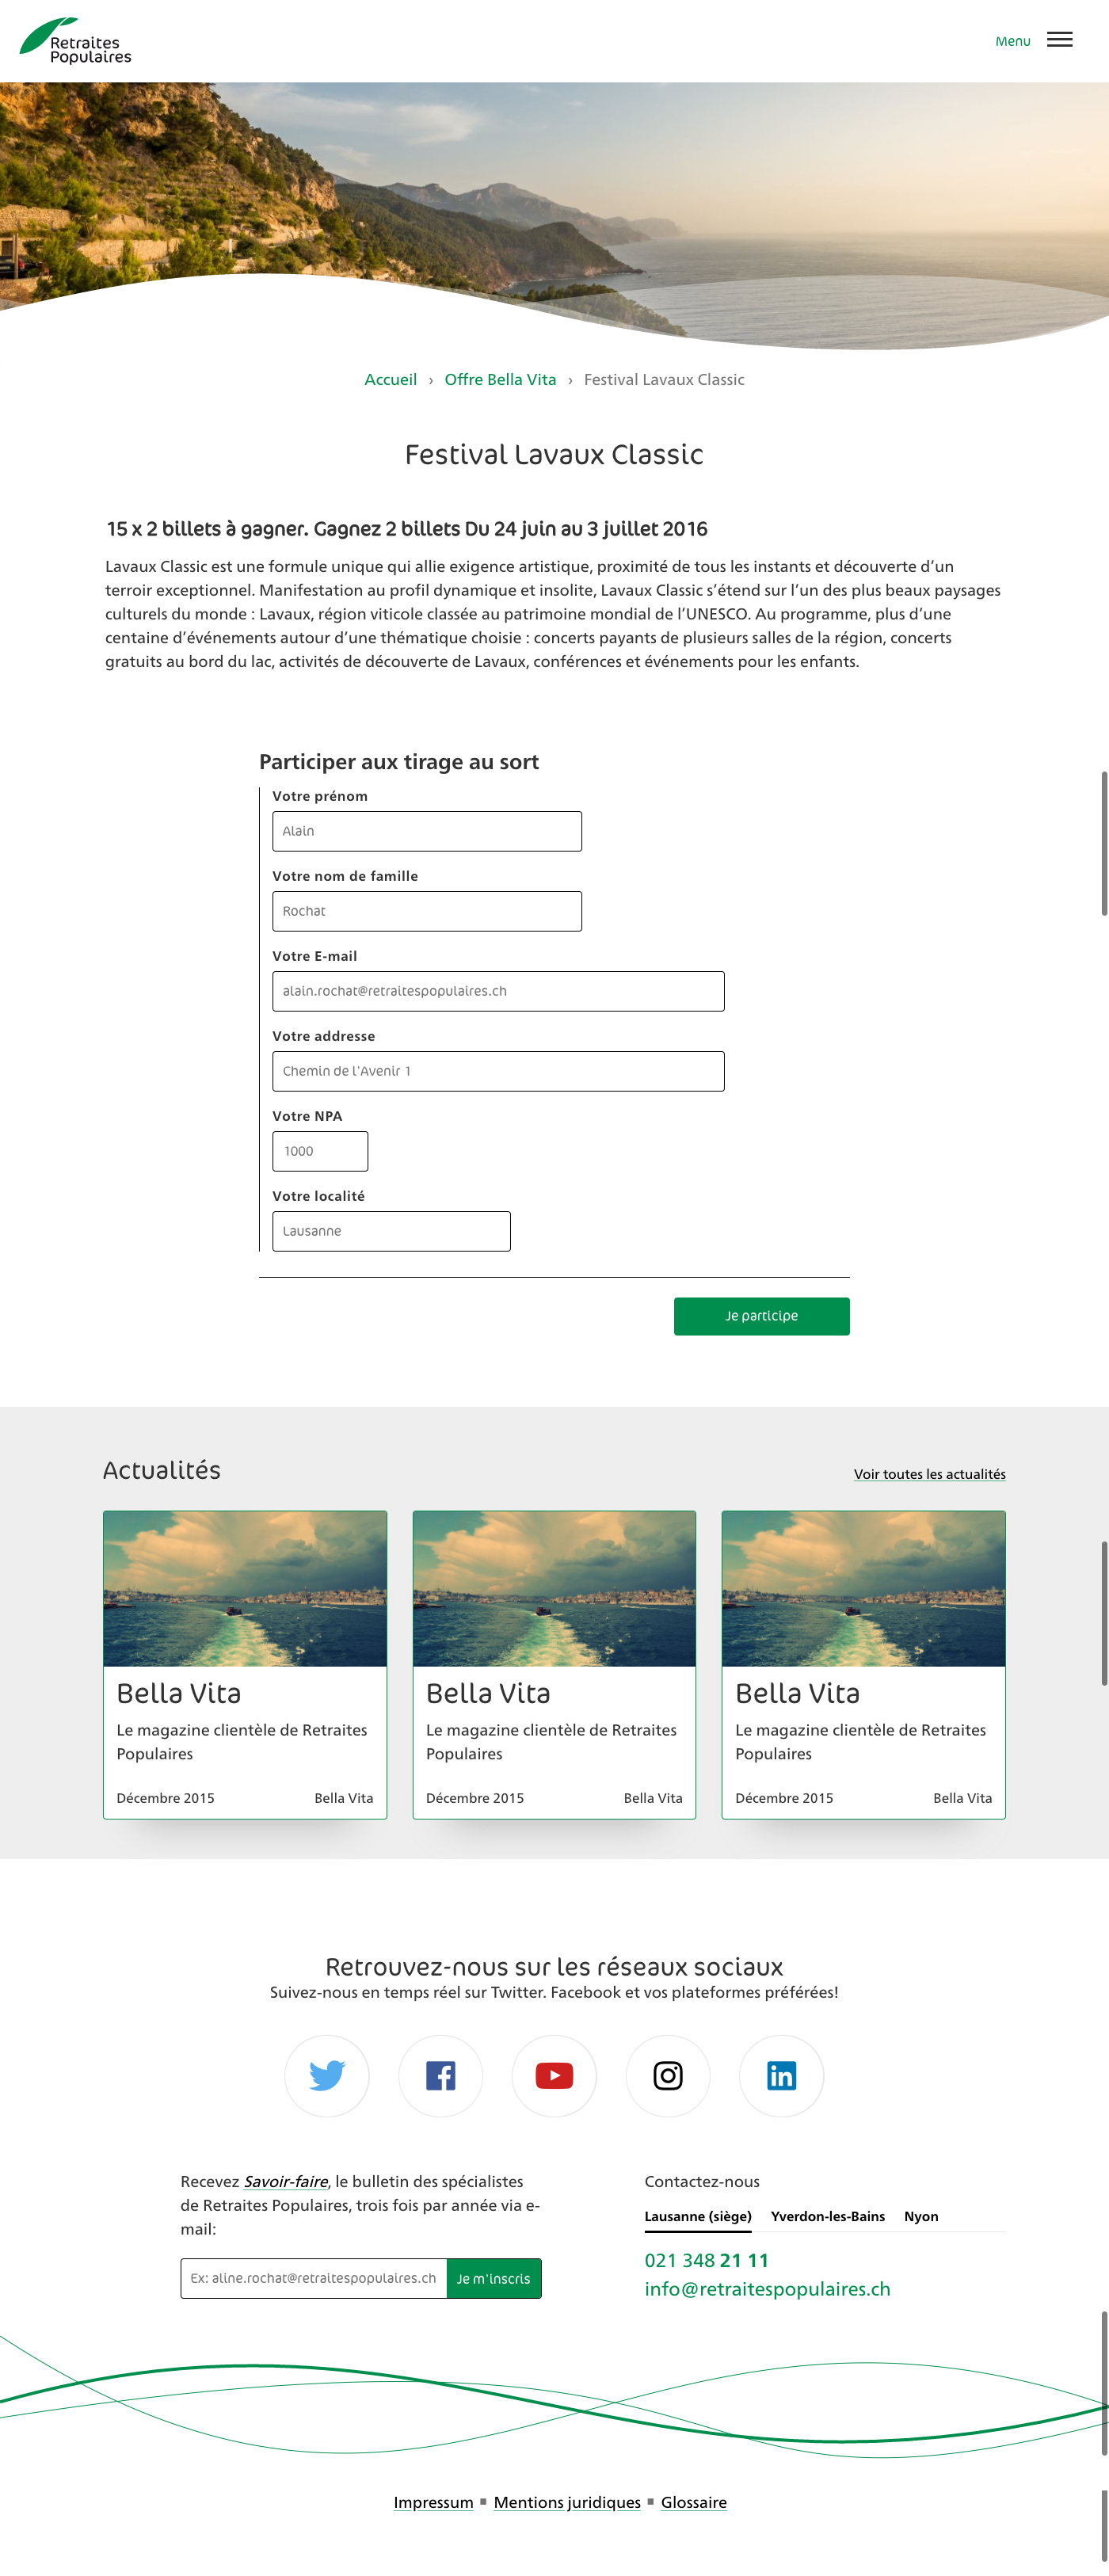 Retraites
Populaires
Menu
Accueil › Offre Bella Vita › Festival Lavaux Classic
Festival Lavaux Classic
15 x 2 billets à gagner. Gagnez 2 billets Du 24 juin au 3 juillet 2016
Lavaux Classic est une formule unique qui allie exigence artistique, proximité de tous les instants et découverte d’un
terroir exceptionnel. Manifestation au profil dynamique et insolite, Lavaux Classic s’étend sur l’un des plus beaux paysages
culturels du monde : Lavaux, région viticole classée au patrimoine mondial de l’UNESCO. Au programme, plus d’une
centaine d’événements autour d’une thématique choisie : concerts payants de plusieurs salles de la région, concerts
gratuits au bord du lac, activités de découverte de Lavaux, conférences et événements pour les enfants.
Participer aux tirage au sort
Votre prénom
Alain
Votre nom de famille
Rochat
Votre E-mail
alain.rochat@retraitespopulaires.ch
Votre addresse
Chemin de l'Avenir 1
Votre NPA
1000
Votre localité
Lausanne
Je participe
Actualités
Voir toutes les actualités
Bella Vita
Le magazine clientèle de Retraites
Populaires
Décembre 2015 Bella Vita
Bella Vita
Le magazine clientèle de Retraites
Populaires
Décembre 2015 Bella Vita
Bella Vita
Le magazine clientèle de Retraites
Populaires
Décembre 2015 Bella Vita
Retrouvez-nous sur les réseaux sociaux
Suivez-nous en temps réel sur Twitter. Facebook et vos plateformes préférées!
Recevez Savoir-faire, le bulletin des spécialistes
de Retraites Populaires, trois fois par année via e-
mail:
Ex: aline.rochat@retraitespopulaires.ch Je m'inscris
Contactez-nous
Lausanne (siège) Yverdon-les-Bains Nyon
021 348 21 11
info@retraitespopulaires.ch
Impressum ▪ Mentions juridiques ▪ Glossaire